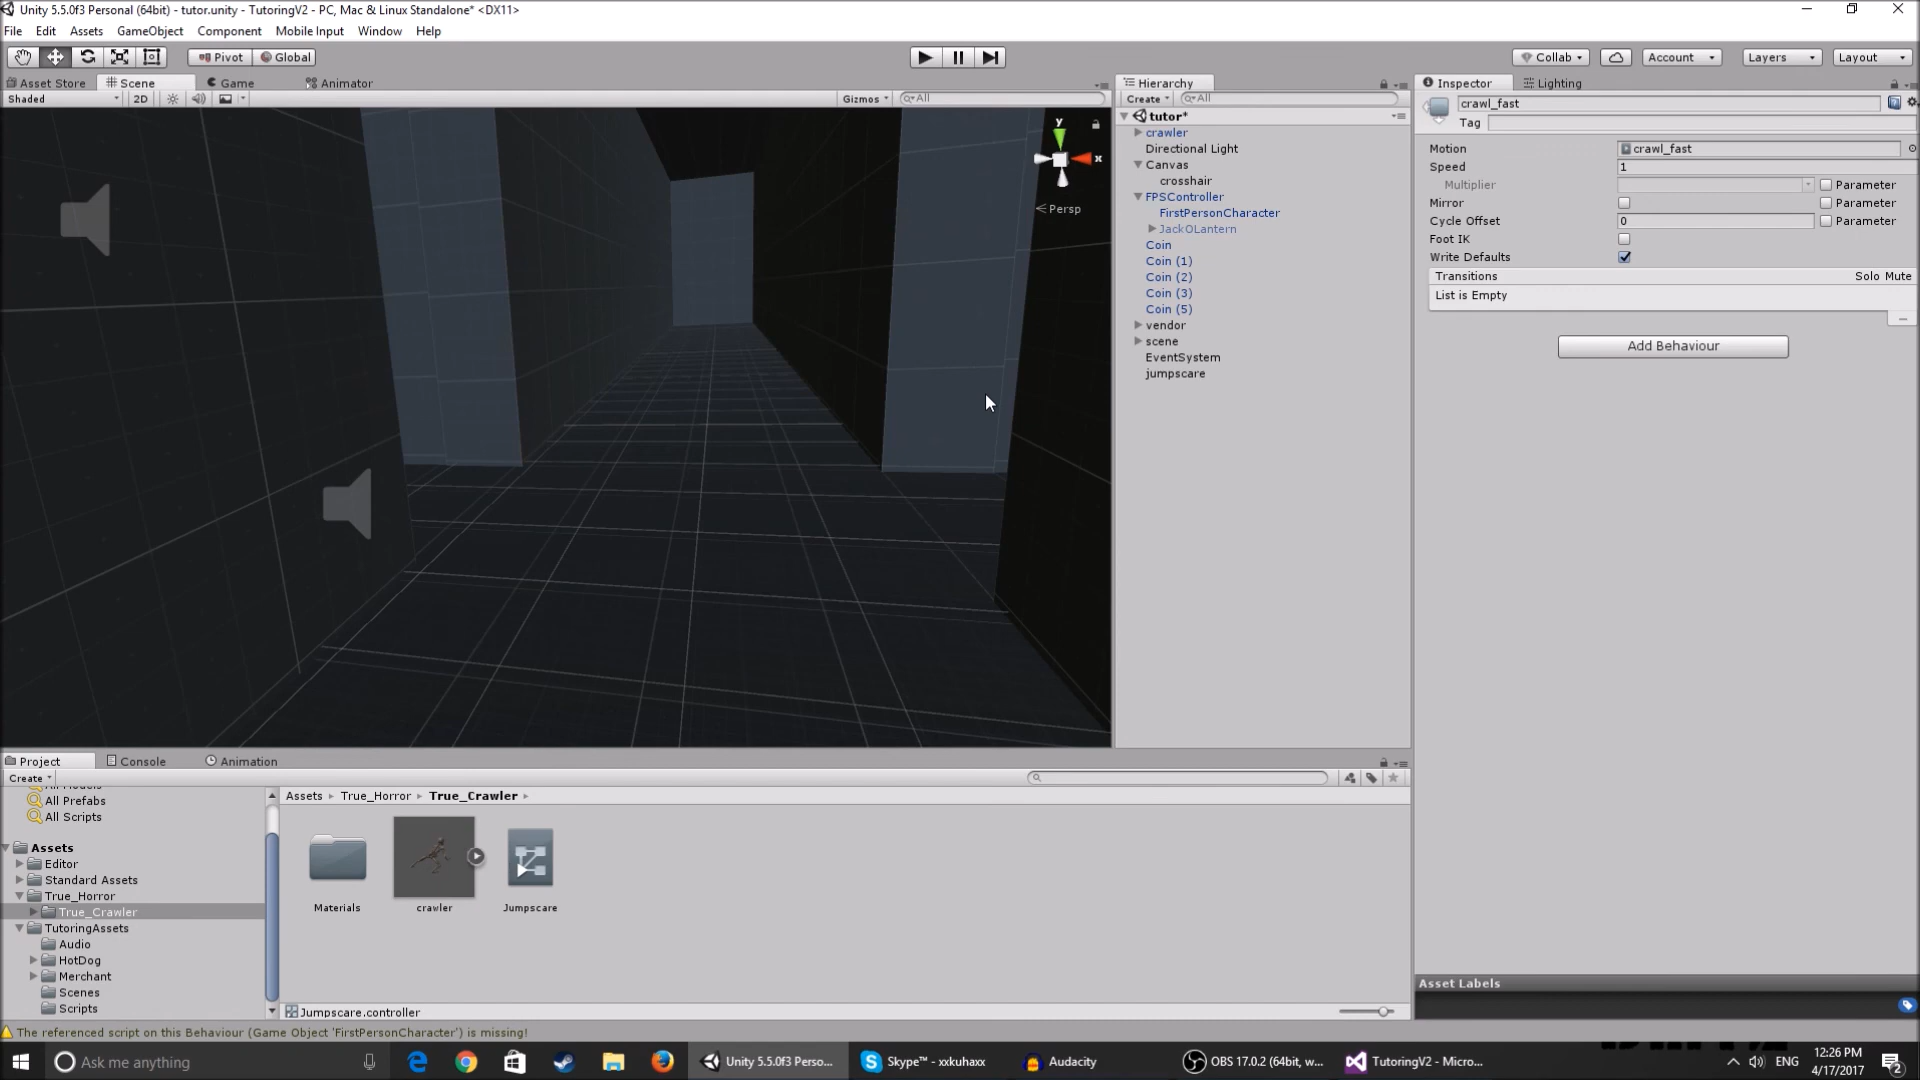 Unity 5.5.0f3 Personal (64bit) - tutor.unity - TutoringV2 - PC, Mac & Linux Standalone* <DX11>
File Edit Assets GameObject Component Mobile Input Window Help
Pivot Global Collab Account Layers Layout
Asset Store Scene Game Animator
Shaded 2D Gizmos All
y
x
Persp
Hierarchy
Create All
tutor*
crawler
Directional Light
Canvas
crosshair
FPSController
FirstPersonCharacter
JackOLantern
Coin
Coin (1)
Coin (2)
Coin (3)
Coin (5)
vendor
scene
EventSystem
jumpscare
Inspector Lighting
crawl_fast
Tag
Motion crawl_fast
Speed 1
Multiplier Parameter
Mirror Parameter
Cycle Offset 0 Parameter
Foot IK
Write Defaults
Transitions Solo Mute
List is Empty
Add Behaviour
Asset Labels
Project Console Animation
Create
All Prefabs
All Scripts
Assets
Editor
Standard Assets
True_Horror
True_Crawler
TutoringAssets
Audio
HotDog
Merchant
Scenes
Scripts
Assets True_Horror True_Crawler
Materials crawler Jumpscare
Jumpscare.controller
The referenced script on this Behaviour (Game Object 'FirstPersonCharacter') is missing!
Ask me anything
Unity 5.5.0f3 Perso...
Skype™ - xxkuhaxx
Audacity
OBS 17.0.2 (64bit, w...
TutoringV2 - Micro...
ENG
12:26 PM
4/17/2017
2